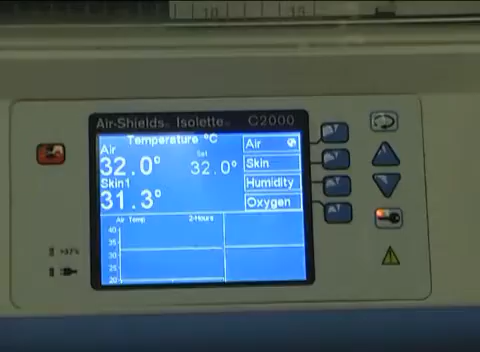 10 15
Air-Shields Isolette C2000
Temperature °C
Air
32.0°
Set
32.0°
Skin1
31.3°
Air
Skin
Humidity
Oxygen
Air Temp 2-Hours
40
35
30
25
20
>37°c